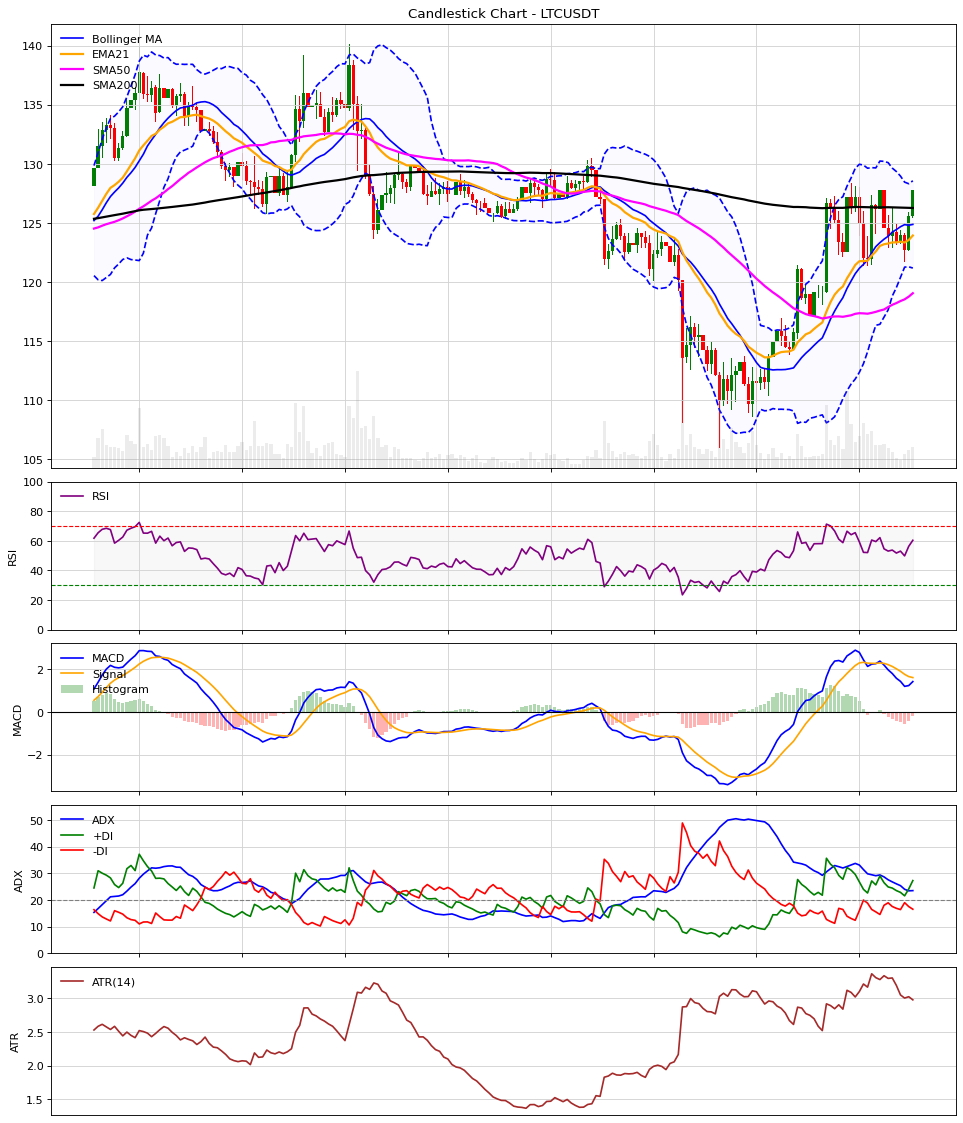 Candlestick Chart - LTCUSDT
Bollinger MA
EMA21
SMA50
SMA200
140
135
130
125
120
115
110
105
RSI
100
80
60
40
20
0
RSI
MACD
Signal
Histogram
2
0
−2
MACD
ADX
+DI
-DI
50
40
30
20
10
0
ADX
ATR(14)
3.0
2.5
2.0
1.5
ATR